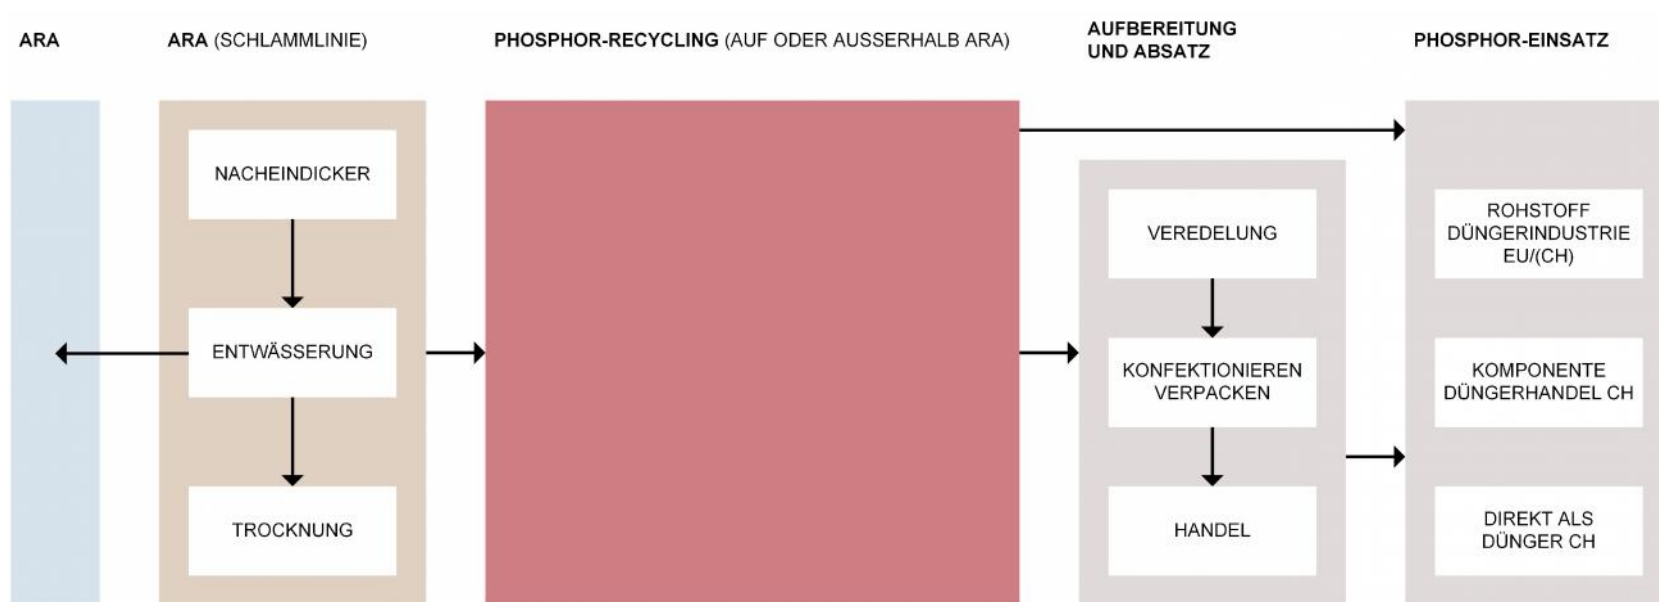 ARA
ARA (SCHLAMMLINIE)
PHOSPHOR-RECYCLING (AUF ODER AUSSERHALB ARA)
AUFBEREITUNG
UND ABSATZ
PHOSPHOR-EINSATZ
NACHEINDICKER
ENTWÄSSERUNG
TROCKNUNG
VEREDELUNG
KONFEKTIONIEREN
VERPACKEN
HANDEL
ROHSTOFF
DÜNGERINDUSTRIE
EU/(CH)
KOMPONENTE
DÜNGERHANDEL CH
DIREKT ALS
DÜNGER CH